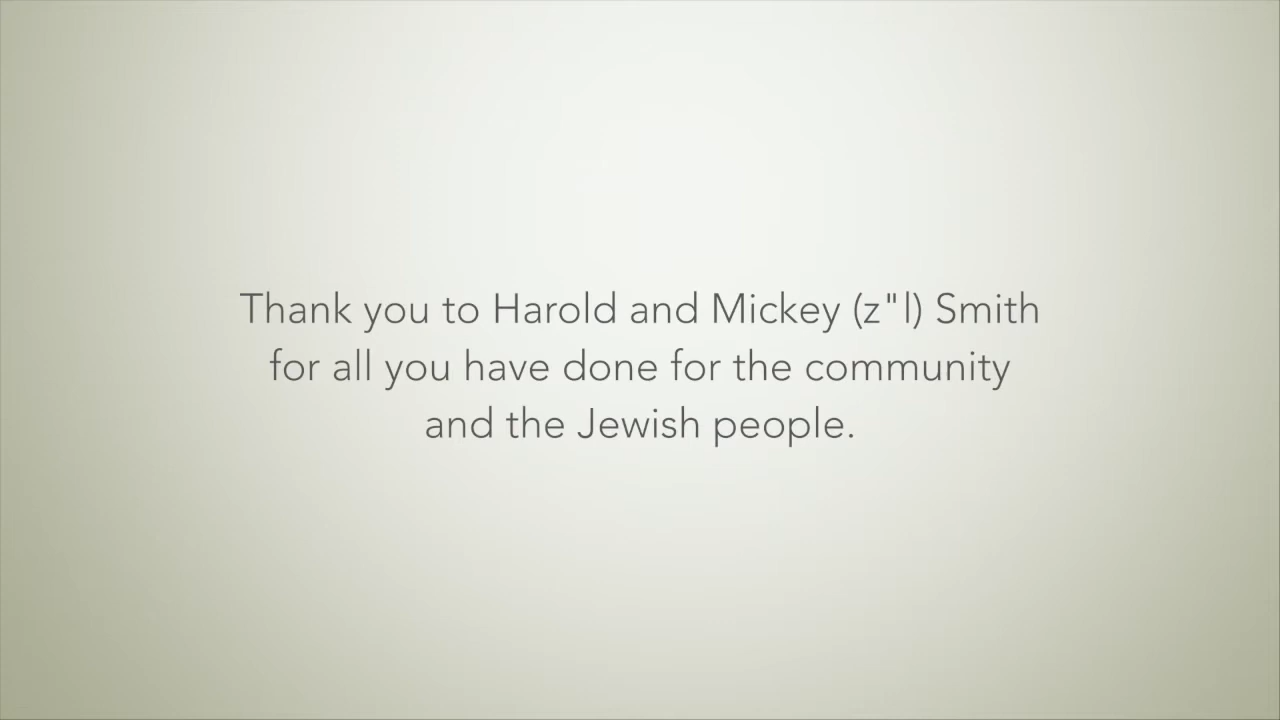 Thank you to Harold and Mickey (z"l) Smith
for all you have done for the community
and the Jewish people.